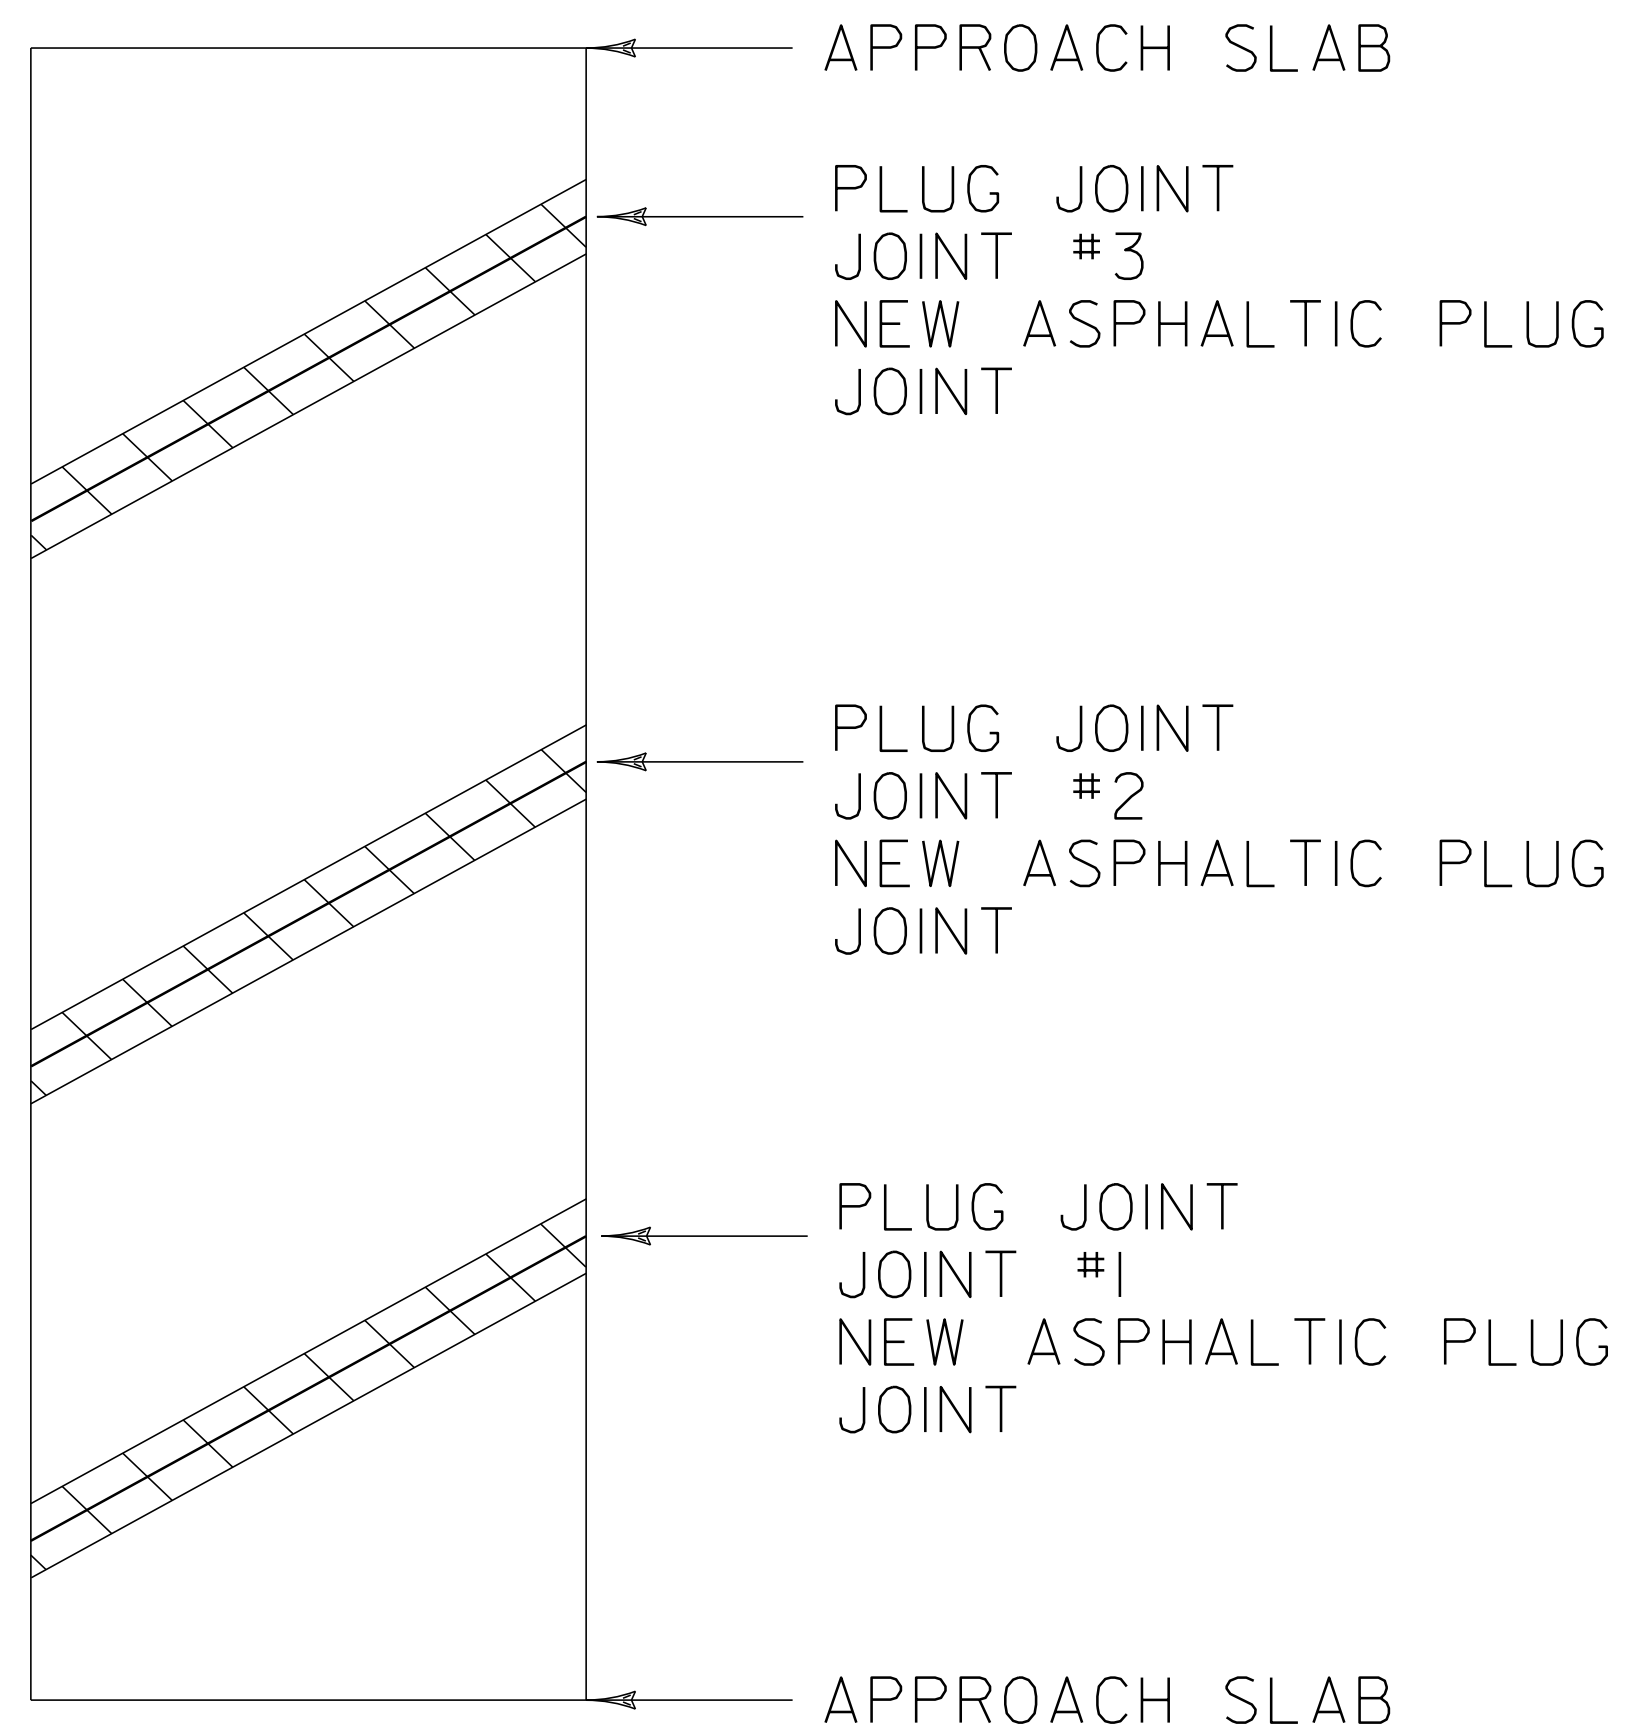 APPROACH SLAB
PLUG JOINT
JOINT #3
NEW ASPHALTIC PLUG
JOINT
PLUG JOINT
JOINT #2
NEW ASPHALTIC PLUG
JOINT
PLUG JOINT
JOINT #1
NEW ASPHALTIC PLUG
JOINT
APPROACH SLAB